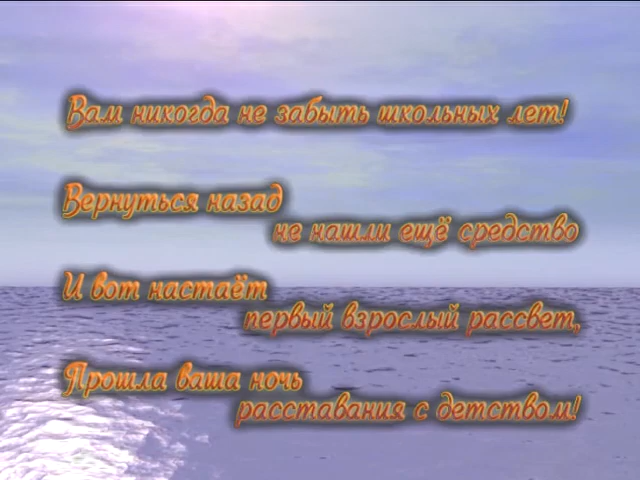 Вам никогда не забыть школьных лет!
Вернуться назад
не нашли ещё средство
И вот настаёт
первый взрослый рассвет,
Прошла ваша ночь
расставания с детством!